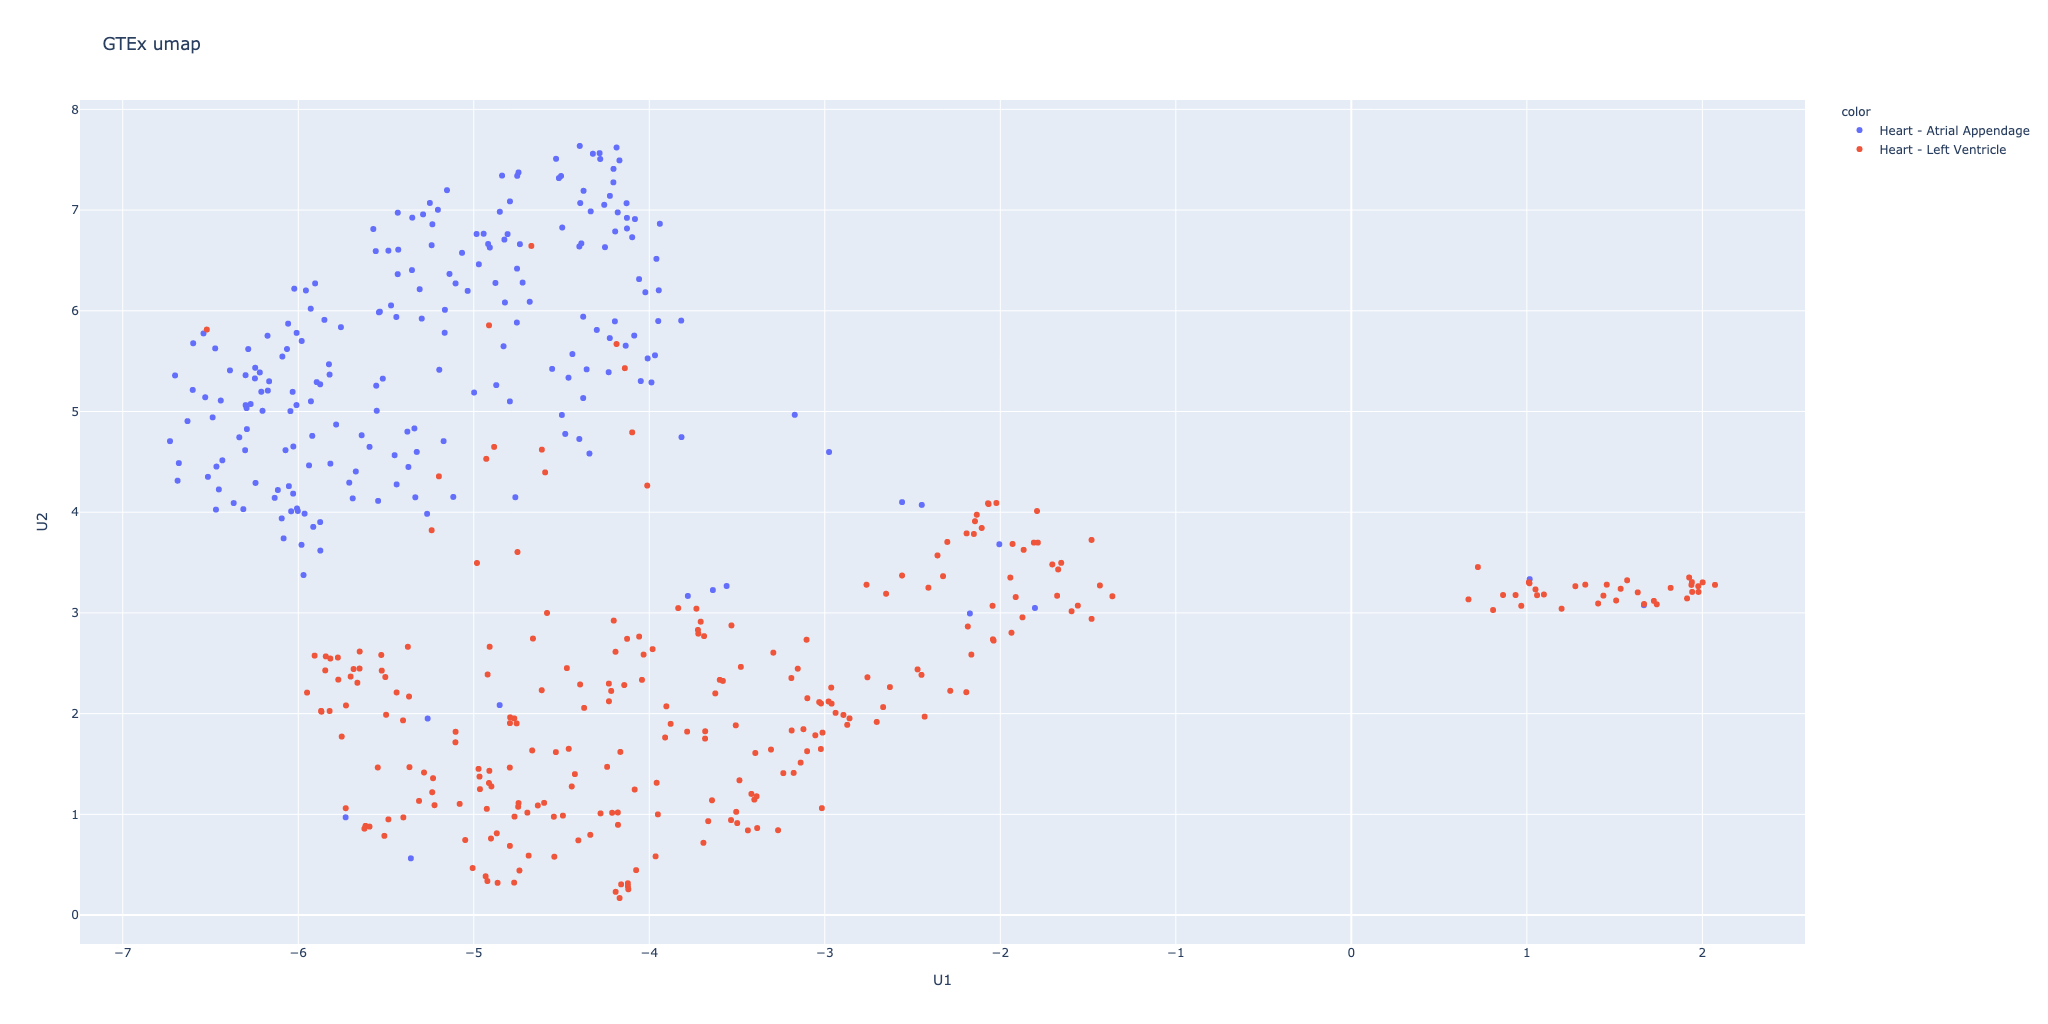 GTEx umap
color
Heart - Atrial Appendage
Heart - Left Ventricle
8
7
6
5
4
3
2
1
0
U2
−7 −6 −5 −4 −3 −2 −1 0 1 2
U1